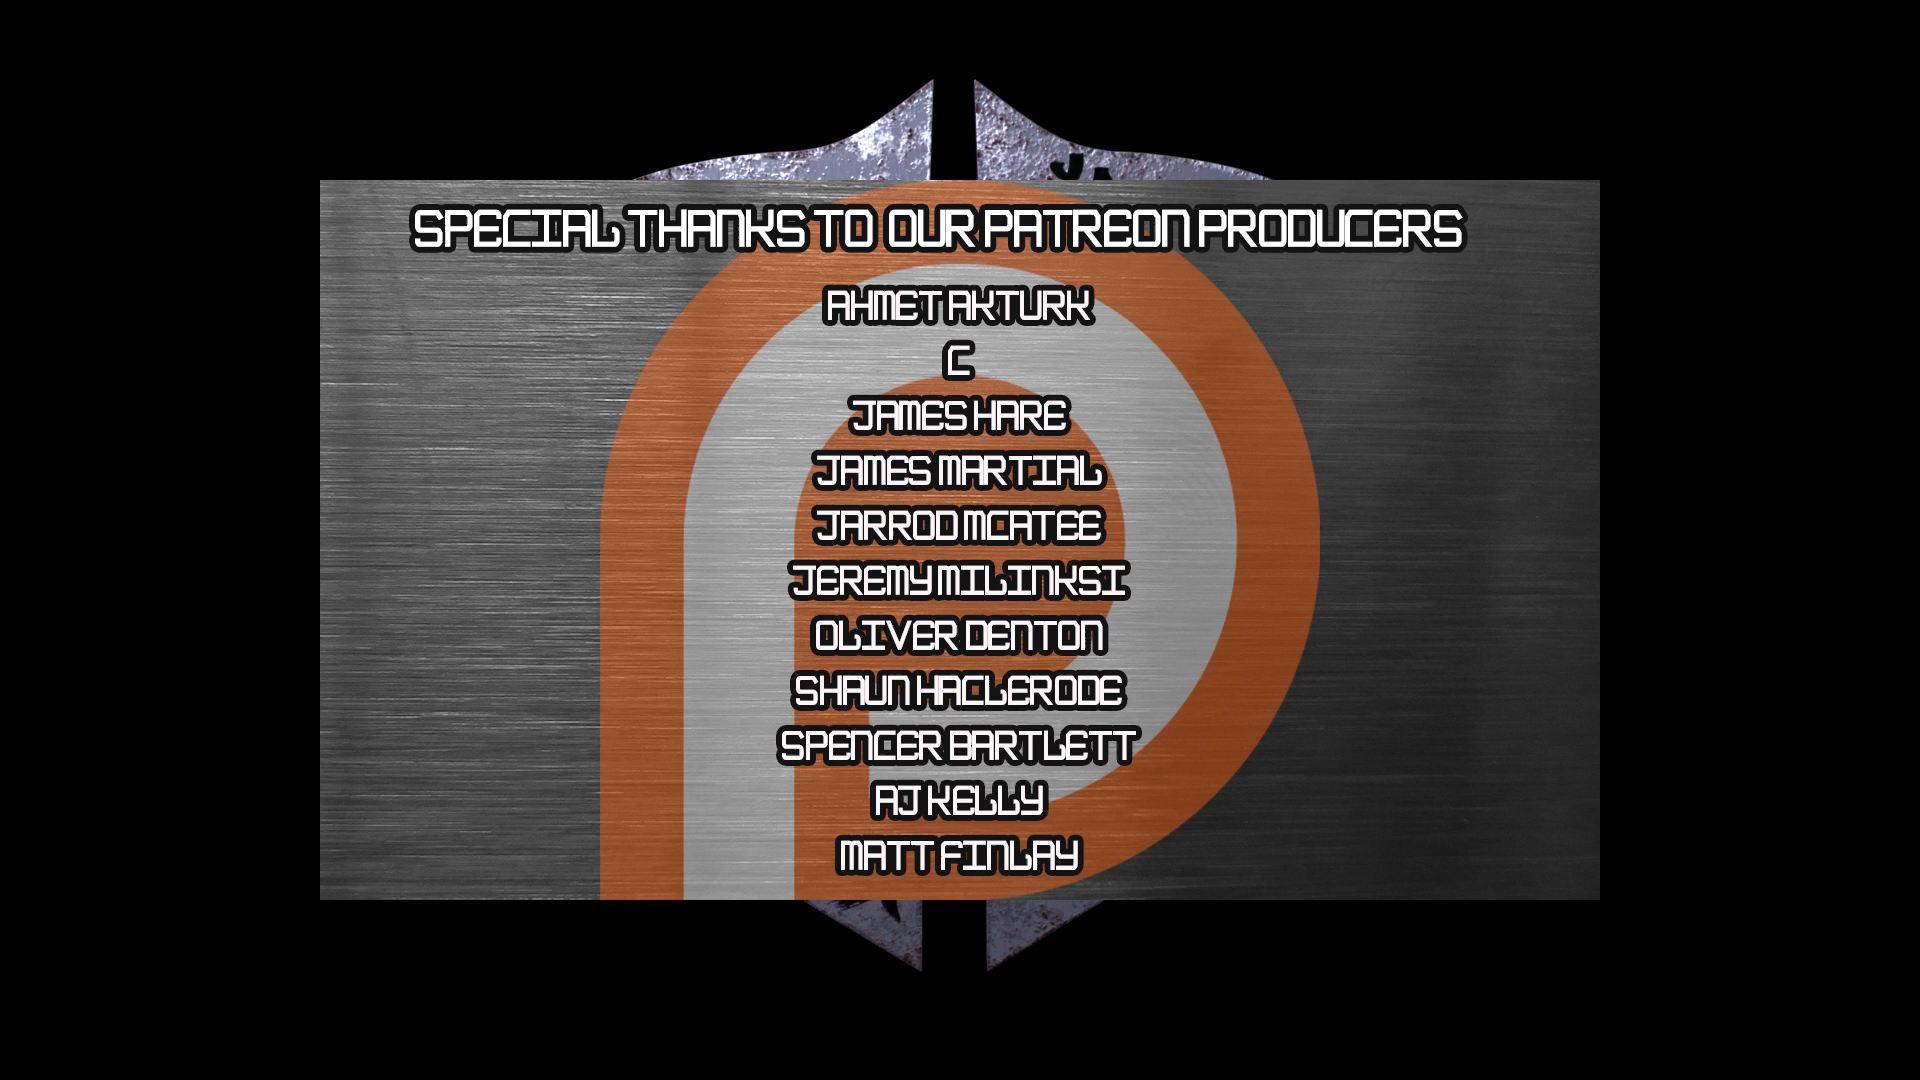 SPECIAL THANKS TO OUR PATREON PRODUCERS
AHMET AKTURK
C
JAMES HARE
JAMES MARTIAL
JARROD MCATEE
JEREMY MILINKSI
OLIVER DENTON
SHAUN HACLERODE
SPENCER BARTLETT
AJ KELLY
MATT FINLAY